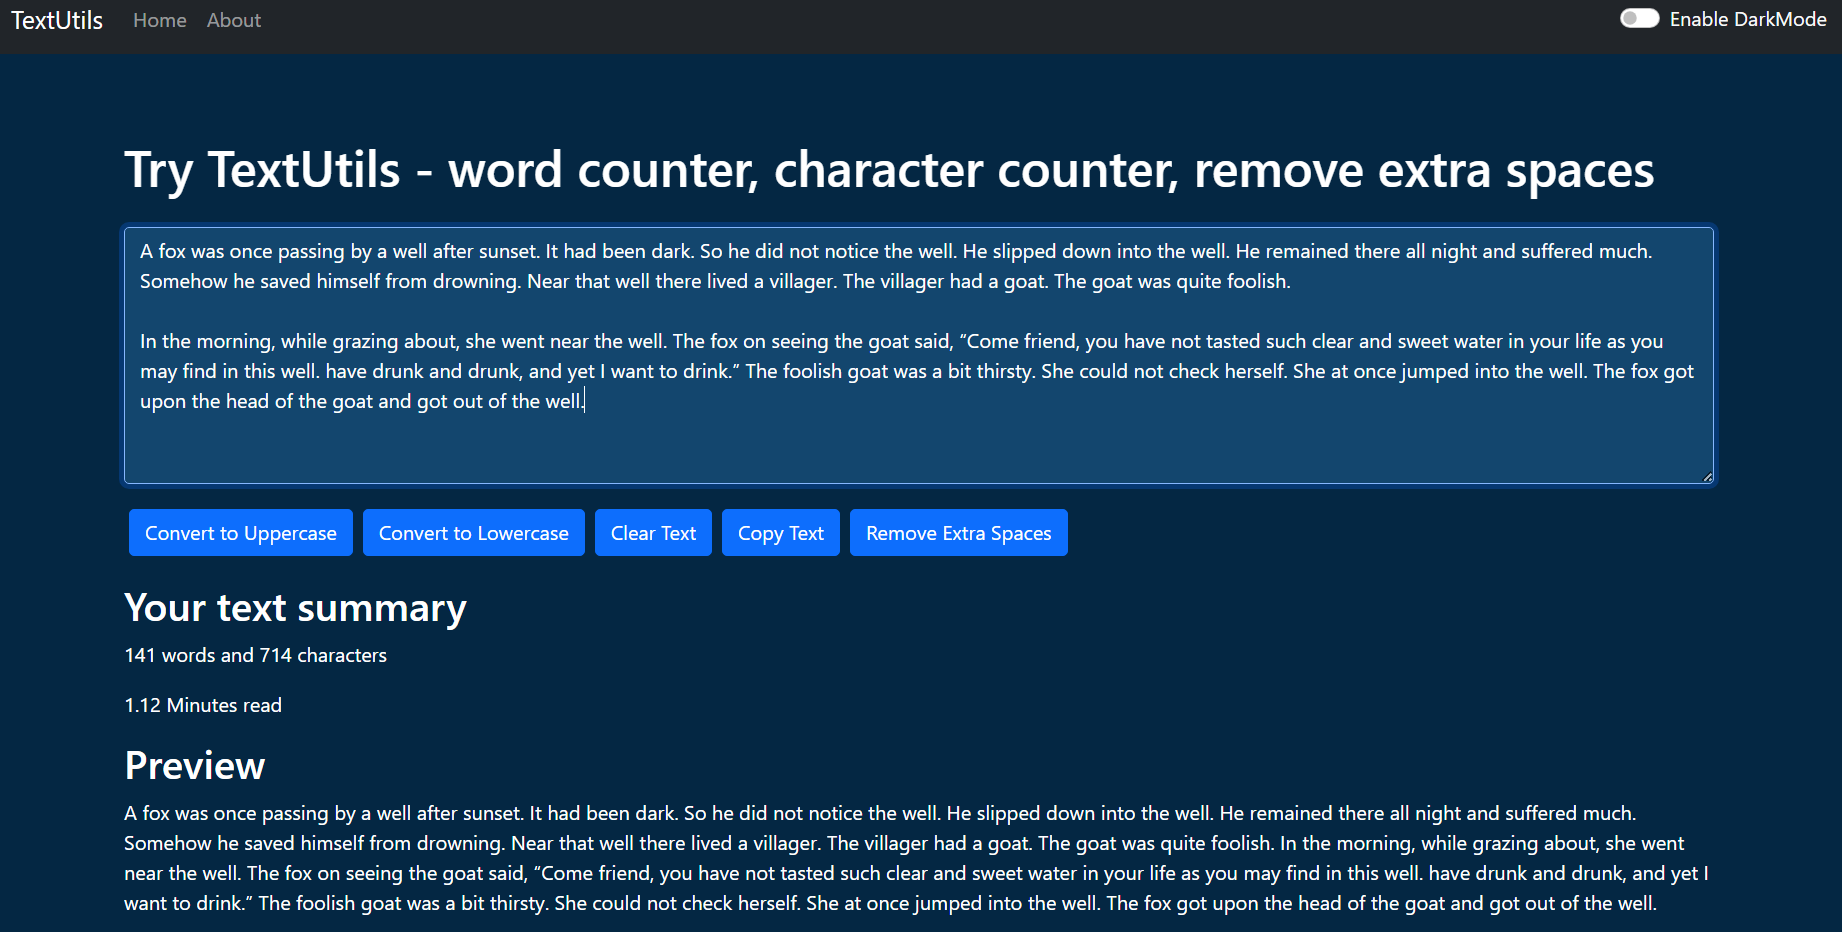 TextUtils Home About Enable DarkMode
Try TextUtils - word counter, character counter, remove extra spaces
A fox was once passing by a well after sunset. It had been dark. So he did not notice the well. He slipped down into the well. He remained there all night and suffered much.
Somehow he saved himself from drowning. Near that well there lived a villager. The villager had a goat. The goat was quite foolish.
In the morning, while grazing about, she went near the well. The fox on seeing the goat said, “Come friend, you have not tasted such clear and sweet water in your life as you
may find in this well. have drunk and drunk, and yet I want to drink.” The foolish goat was a bit thirsty. She could not check herself. She at once jumped into the well. The fox got
upon the head of the goat and got out of the well.
Convert to Uppercase Convert to Lowercase Clear Text Copy Text Remove Extra Spaces
Your text summary
141 words and 714 characters
1.12 Minutes read
Preview
A fox was once passing by a well after sunset. It had been dark. So he did not notice the well. He slipped down into the well. He remained there all night and suffered much.
Somehow he saved himself from drowning. Near that well there lived a villager. The villager had a goat. The goat was quite foolish. In the morning, while grazing about, she went
near the well. The fox on seeing the goat said, “Come friend, you have not tasted such clear and sweet water in your life as you may find in this well. have drunk and drunk, and yet I
want to drink.” The foolish goat was a bit thirsty. She could not check herself. She at once jumped into the well. The fox got upon the head of the goat and got out of the well.